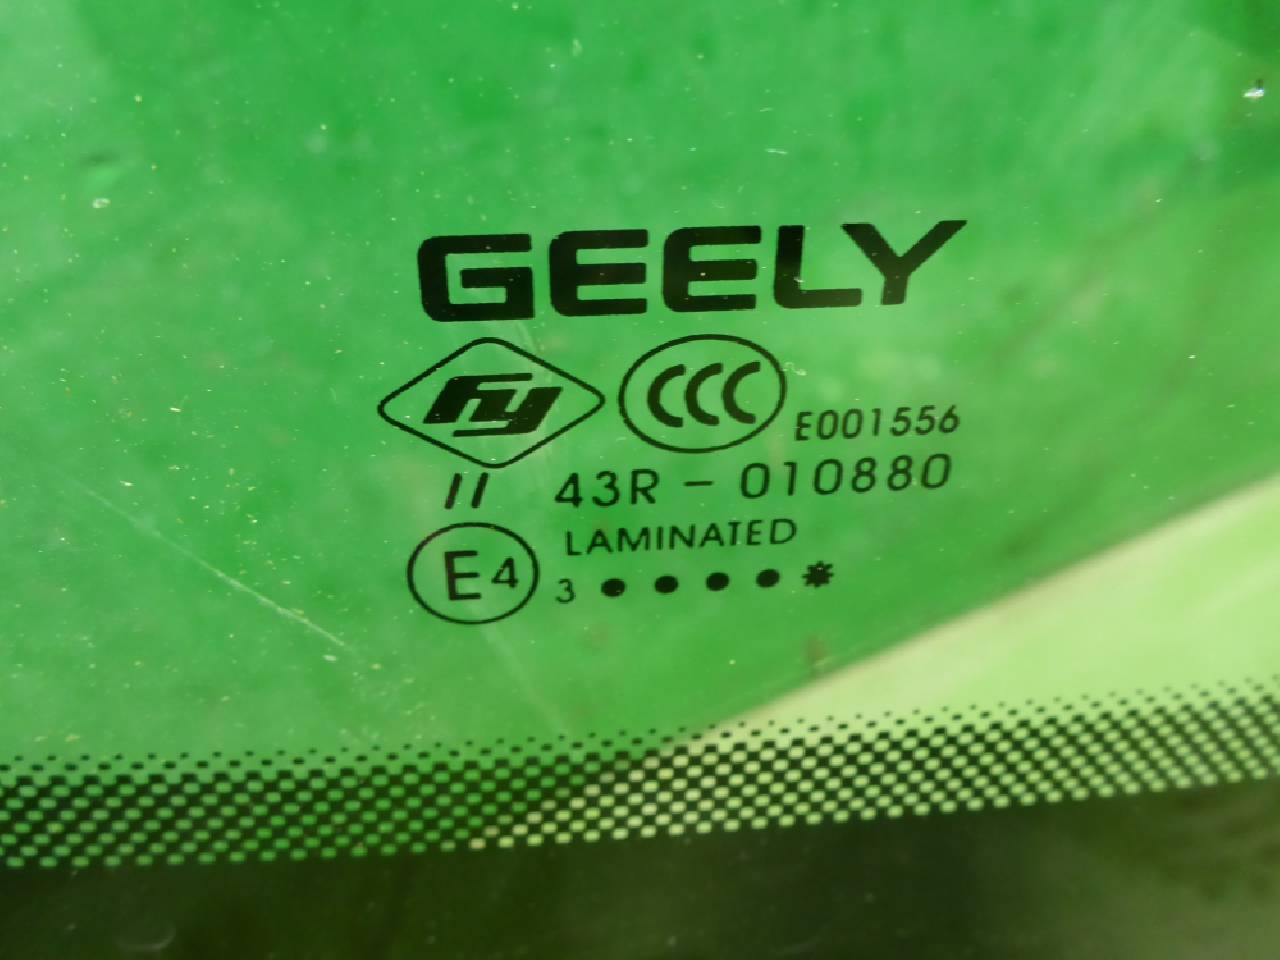 GEELY
fy CCC E001556
II 43R - 010880
E4 LAMINATED
3 ●●●●*